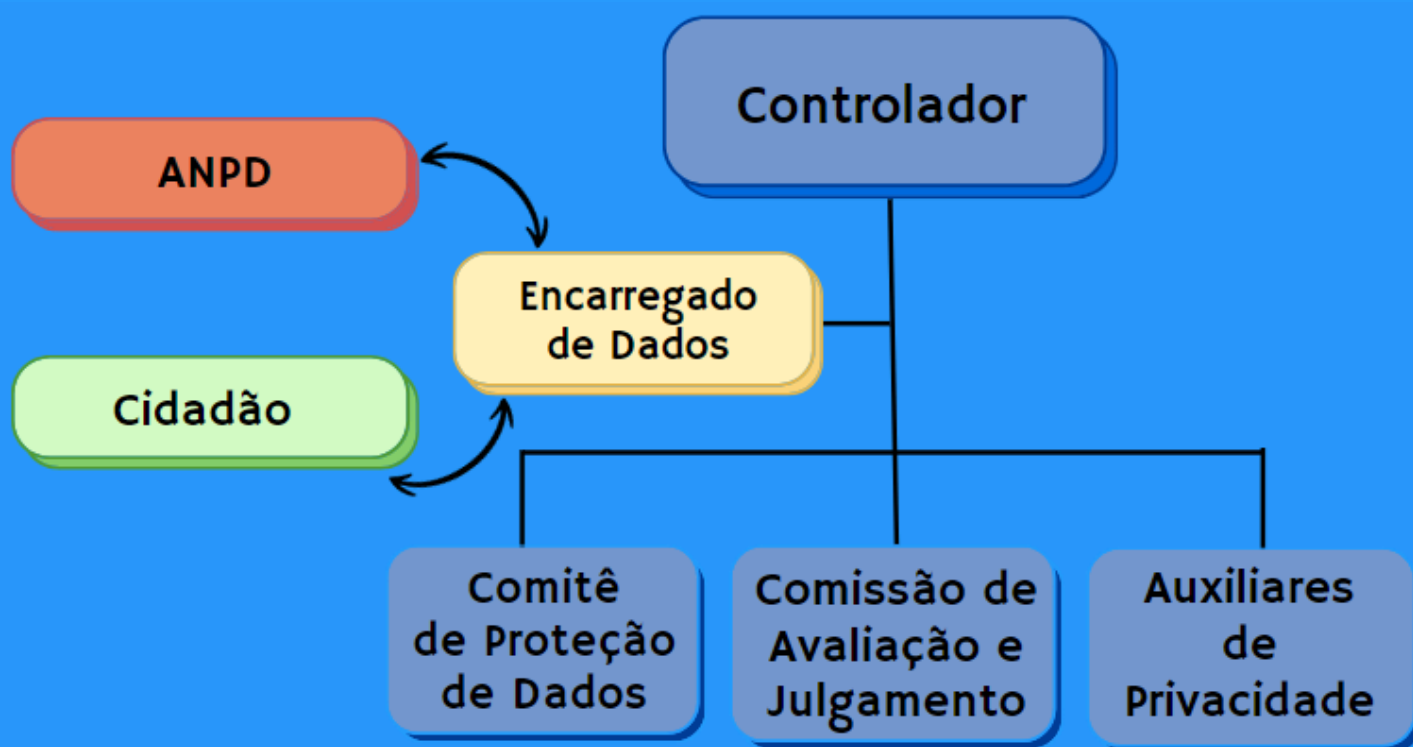 Controlador
ANPD
Encarregado
de Dados
Cidadão
Comitê
de Proteção
de Dados
Comissão de
Avaliação e
Julgamento
Auxiliares
de
Privacidade